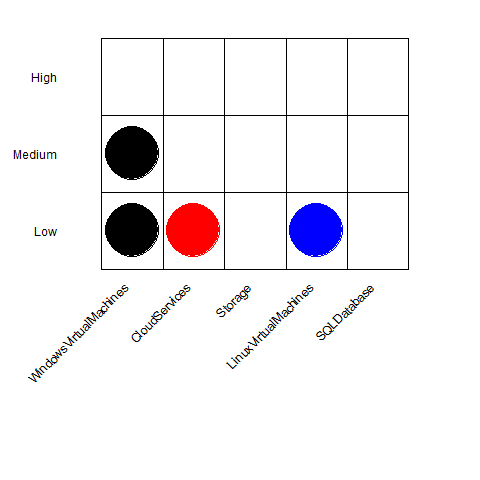 High
Medium
Low
WindowsVirtualMachines
CloudServices
Storage
LinuxVirtualMachines
SQLDatabase